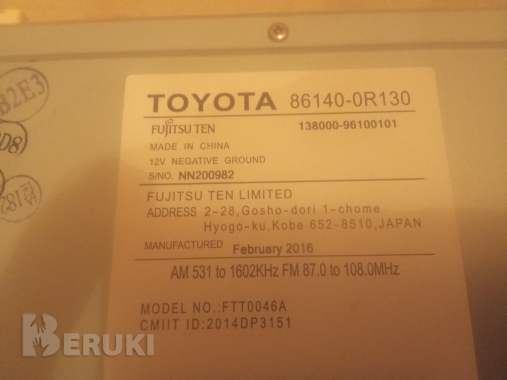 TOYOTA 86140-0R130
FUJITSU TEN 138000-96100101
MADE IN CHINA
12V NEGATIVE GROUND
S/NO. NN200982
FUJITSU TEN LIMITED
ADDRESS 2-28,Gosho-dori 1-chome
Hyogo-ku,Kobe 652-8510,JAPAN
MANUFACTURED February 2016
AM 531 to 1602KHz FM 87.0 to 108.0MHz
MODEL NO.:FTT0046A
CMIIT ID:2014DP3151
82E3
D8)
BERUKI